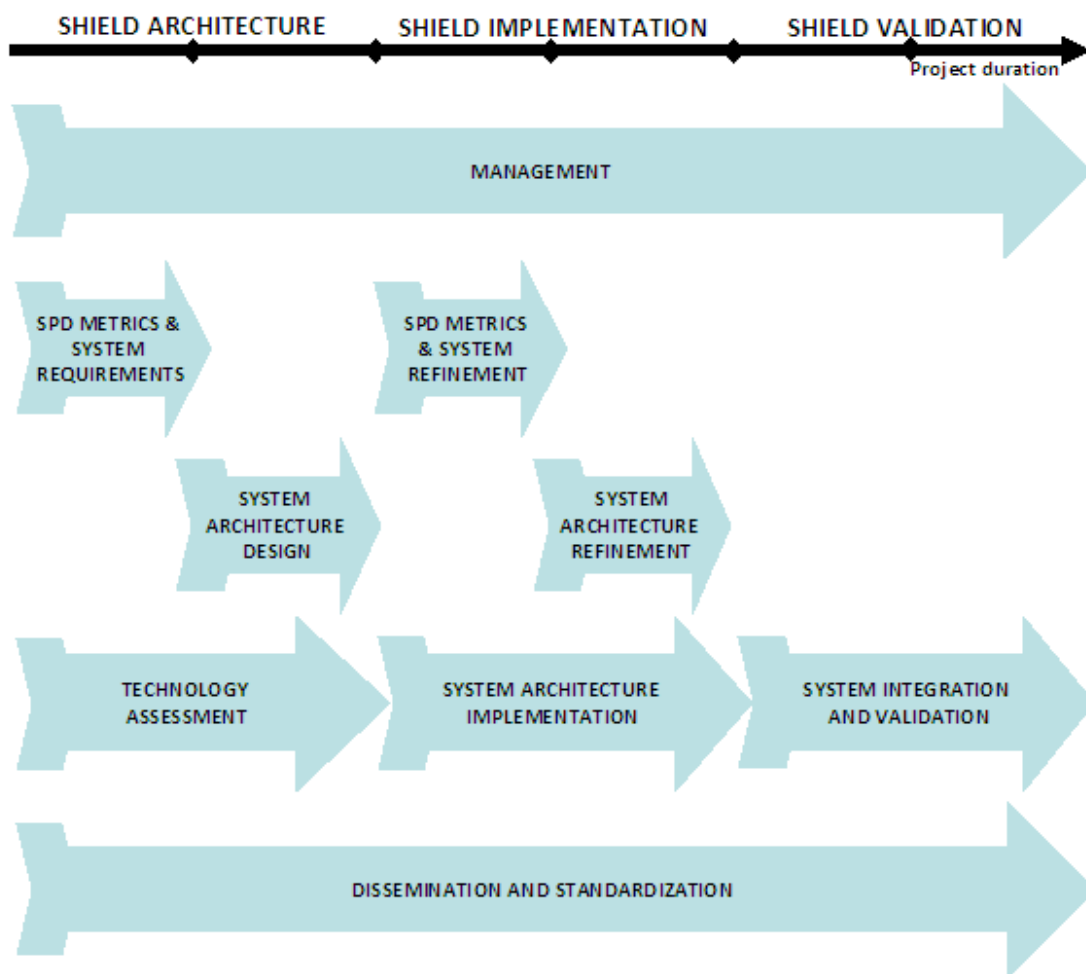 SHIELD ARCHITECTURE
SHIELD IMPLEMENTATION
SHIELD VALIDATION
Project duration
MANAGEMENT
SPD METRICS &
SYSTEM
REQUIREMENTS
SPD METRICS
& SYSTEM
REFINEMENT
SYSTEM
ARCHITECTURE
DESIGN
SYSTEM
ARCHITECTURE
REFINEMENT
TECHNOLOGY
ASSESSMENT
SYSTEM ARCHITECTURE
IMPLEMENTATION
SYSTEM INTEGRATION
AND VALIDATION
DISSEMINATION AND STANDARDIZATION